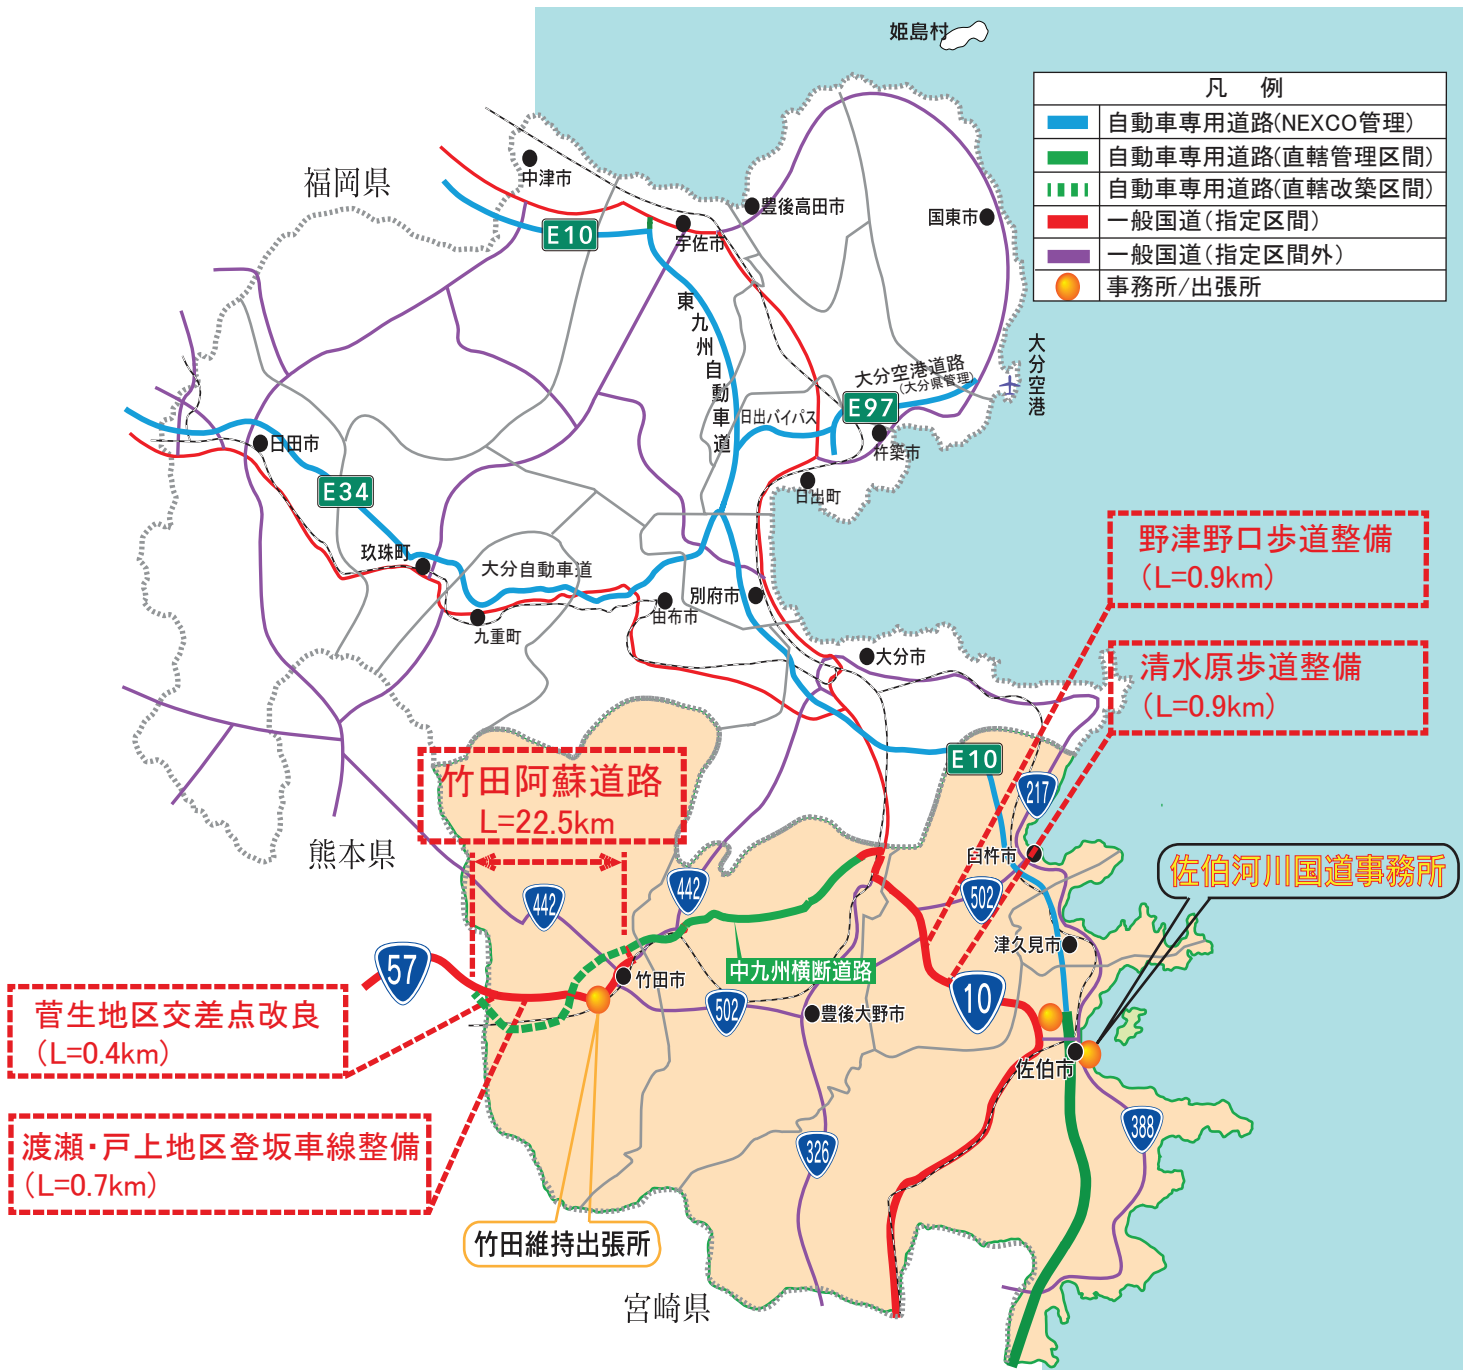 姫島村
凡 例
自動車専用道路(NEXCO管理)
自動車専用道路(直轄管理区間)
自動車専用道路(直轄改築区間)
一般国道(指定区間)
一般国道(指定区間外)
事務所/出張所
福岡県
中津市
豊後高田市
国東市
E10
宇佐市
東九州自動車道
大分空港
大分空港道路
(大分県管理)
E97
日出バイパス
杵築市
日田市
日出町
E34
玖珠町
大分自動車道
別府市
由布市
九重町
大分市
野津野口歩道整備
(L=0.9km)
清水原歩道整備
(L=0.9km)
竹田阿蘇道路
L=22.5km
E10
217
熊本県
臼杵市
佐伯河川国道事務所
442
442
502
津久見市
57
中九州横断道路
竹田市
10
502
豊後大野市
菅生地区交差点改良
(L=0.4km)
佐伯市
渡瀬・戸上地区登坂車線整備
(L=0.7km)
326
388
竹田維持出張所
宮崎県